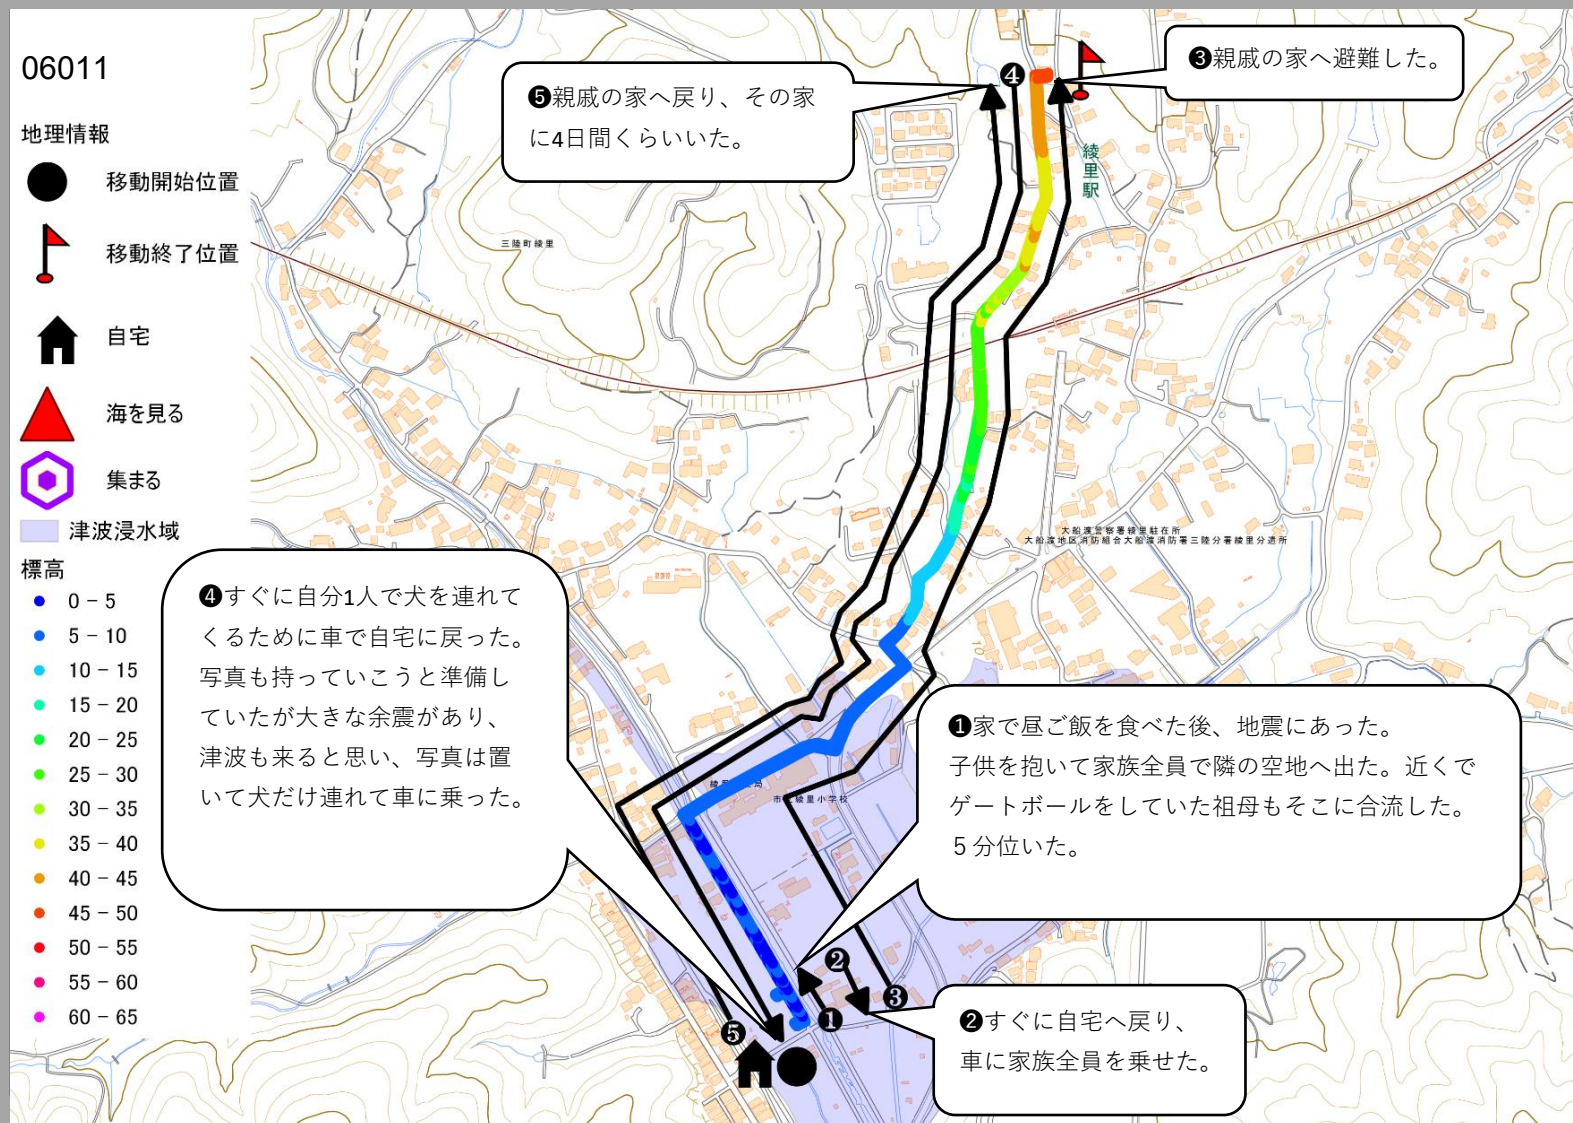 06011
地理情報
移動開始位置
移動終了位置
自宅
海を見る
集まる
津波浸水域
標高
0 − 5
5 − 10
10 − 15
15 − 20
20 − 25
25 − 30
30 − 35
35 − 40
40 − 45
45 − 50
50 − 55
55 − 60
60 − 65
❺親戚の家へ戻り、その家
に4日間くらいいた。
❸親戚の家へ避難した。
❹
綾里駅
三陸町綾里
大船渡警察署綾里駐在所
大船渡地区消防組合大船渡消防署三陸分署綾里分遣所
❹すぐに自分1人で犬を連れて
くるために車で自宅に戻った。
写真も持っていこうと準備し
ていたが大きな余震があり、
津波も来ると思い、写真は置
いて犬だけ連れて車に乗った。
❶家で昼ご飯を食べた後、地震にあった。
子供を抱いて家族全員で隣の空地へ出た。近くで
ゲートボールをしていた祖母もそこに合流した。
５分位いた。
綾里小学校
❷
❸
❶
❺
❷すぐに自宅へ戻り、
車に家族全員を乗せた。